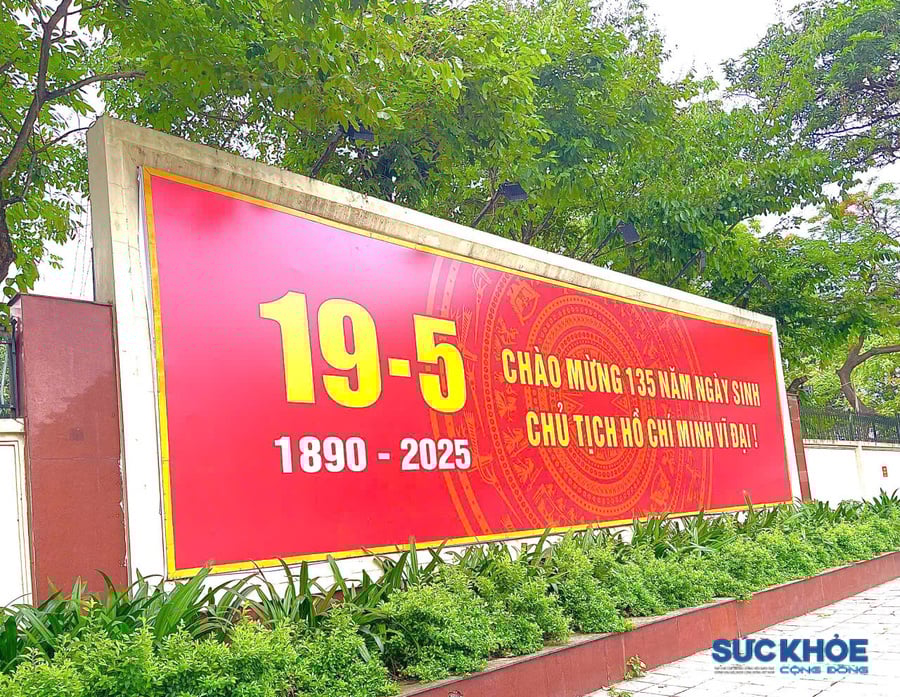 19-5
1890 - 2025
CHÀO MỪNG 135 NĂM NGÀY SINH
CHỦ TỊCH HỒ CHÍ MINH VĨ ĐẠI !
SỨC KHỎE
CỘNG ĐỒNG